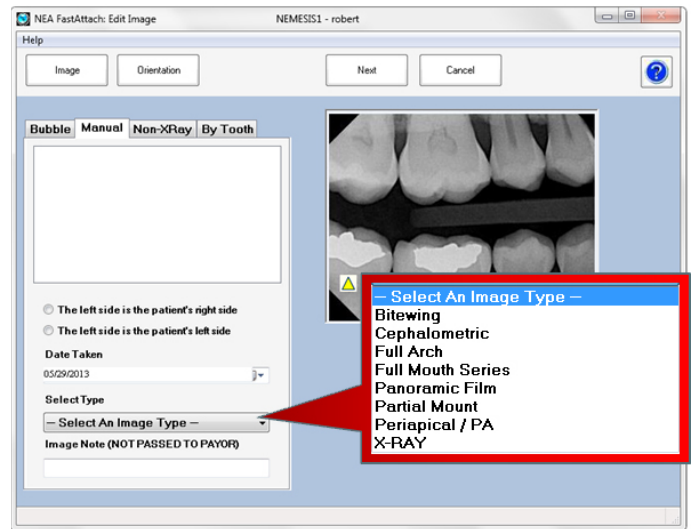 NEA FastAttach: Edit Image NEMESIS1 - robert
Help
Image Orientation Next Cancel ?
Bubble Manual Non-XRay By Tooth
The left side is the patient's right side
The left side is the patient's left side
Date Taken
05/29/2013
Select Type
-- Select An Image Type --
Image Note (NOT PASSED TO PAYOR)
-- Select An Image Type --
Bitewing
Cephalometric
Full Arch
Full Mouth Series
Panoramic Film
Partial Mount
Periapical / PA
X-RAY